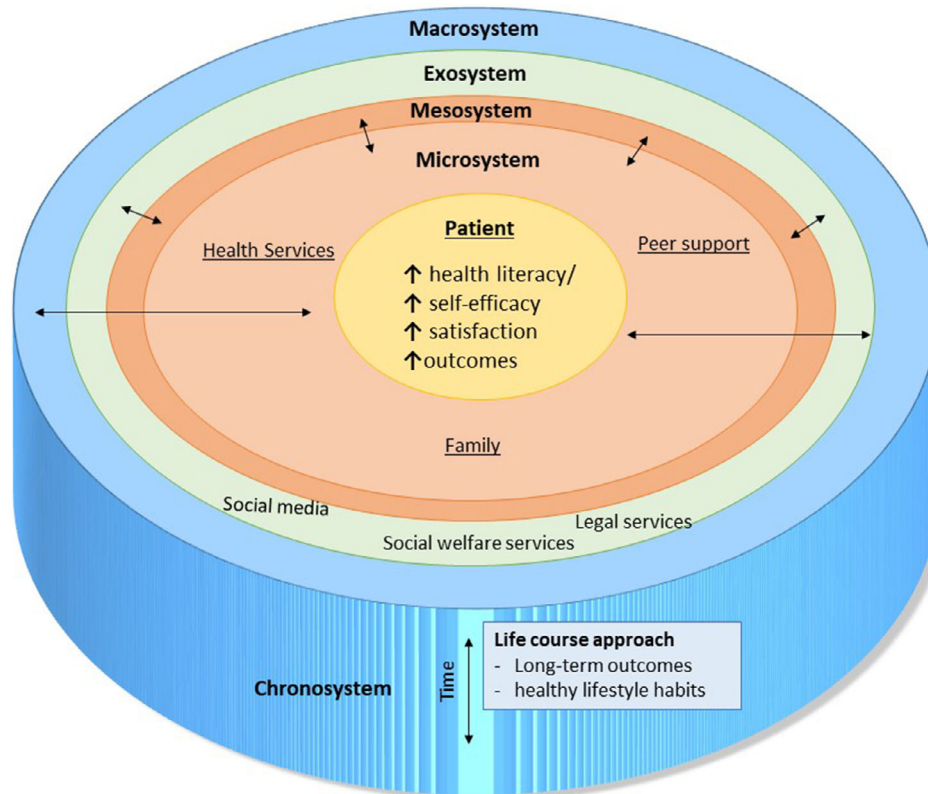 Macrosystem
Exosystem
Mesosystem
Microsystem
Patient
Health Services
Peer support
↑ health literacy/
↑ self-efficacy
↑ satisfaction
↑outcomes
Family
Social media
Legal services
Social welfare services
Life course approach
- Long-term outcomes
- healthy lifestyle habits
Time
Chronosystem